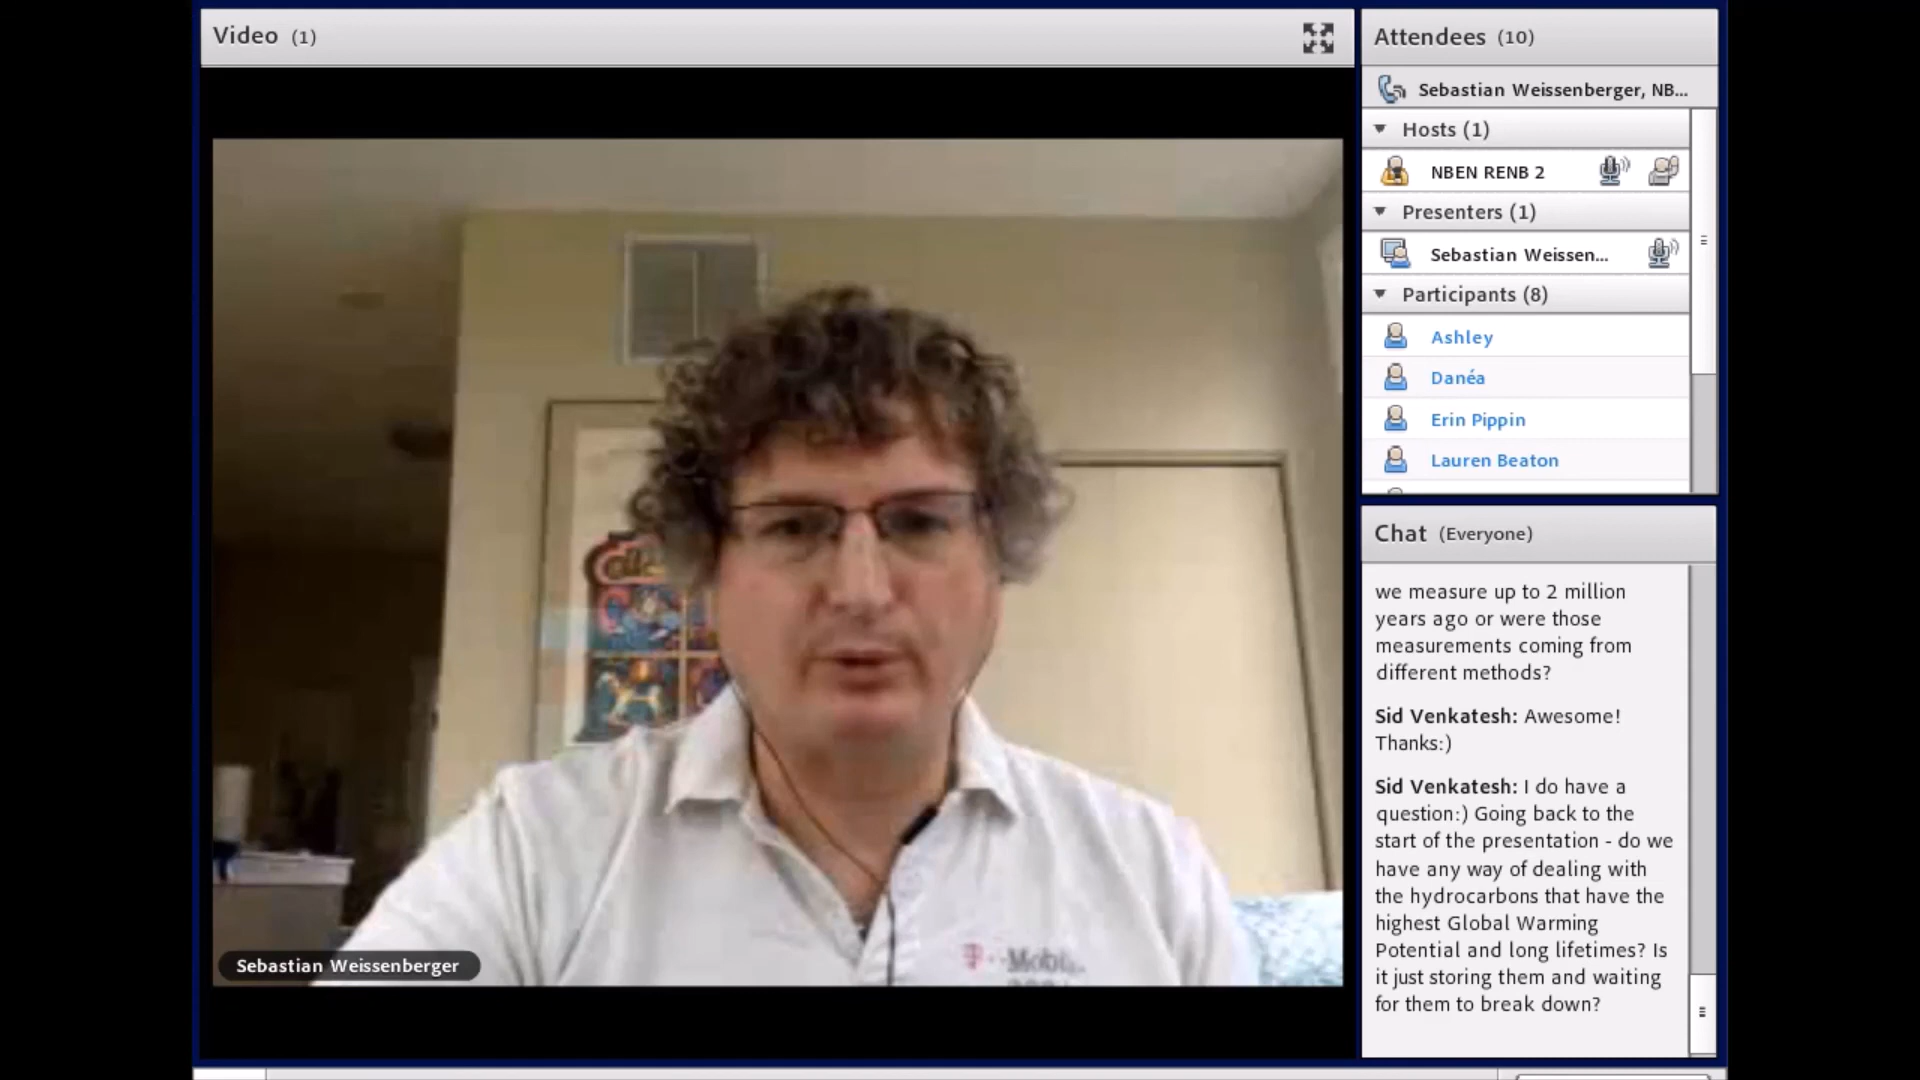 Video (1)
Sebastian Weissenberger
Attendees (10)
Sebastian Weissenberger, NB...
Hosts (1)
NBEN RENB 2
Presenters (1)
Sebastian Weissen...
Participants (8)
Ashley
Danéa
Erin Pippin
Lauren Beaton
Chat (Everyone)
we measure up to 2 million
years ago or were those
measurements coming from
different methods?
Sid Venkatesh: Awesome!
Thanks:)
Sid Venkatesh: I do have a
question:) Going back to the
start of the presentation - do we
have any way of dealing with
the hydrocarbons that have the
highest Global Warming
Potential and long lifetimes? Is
it just storing them and waiting
for them to break down?